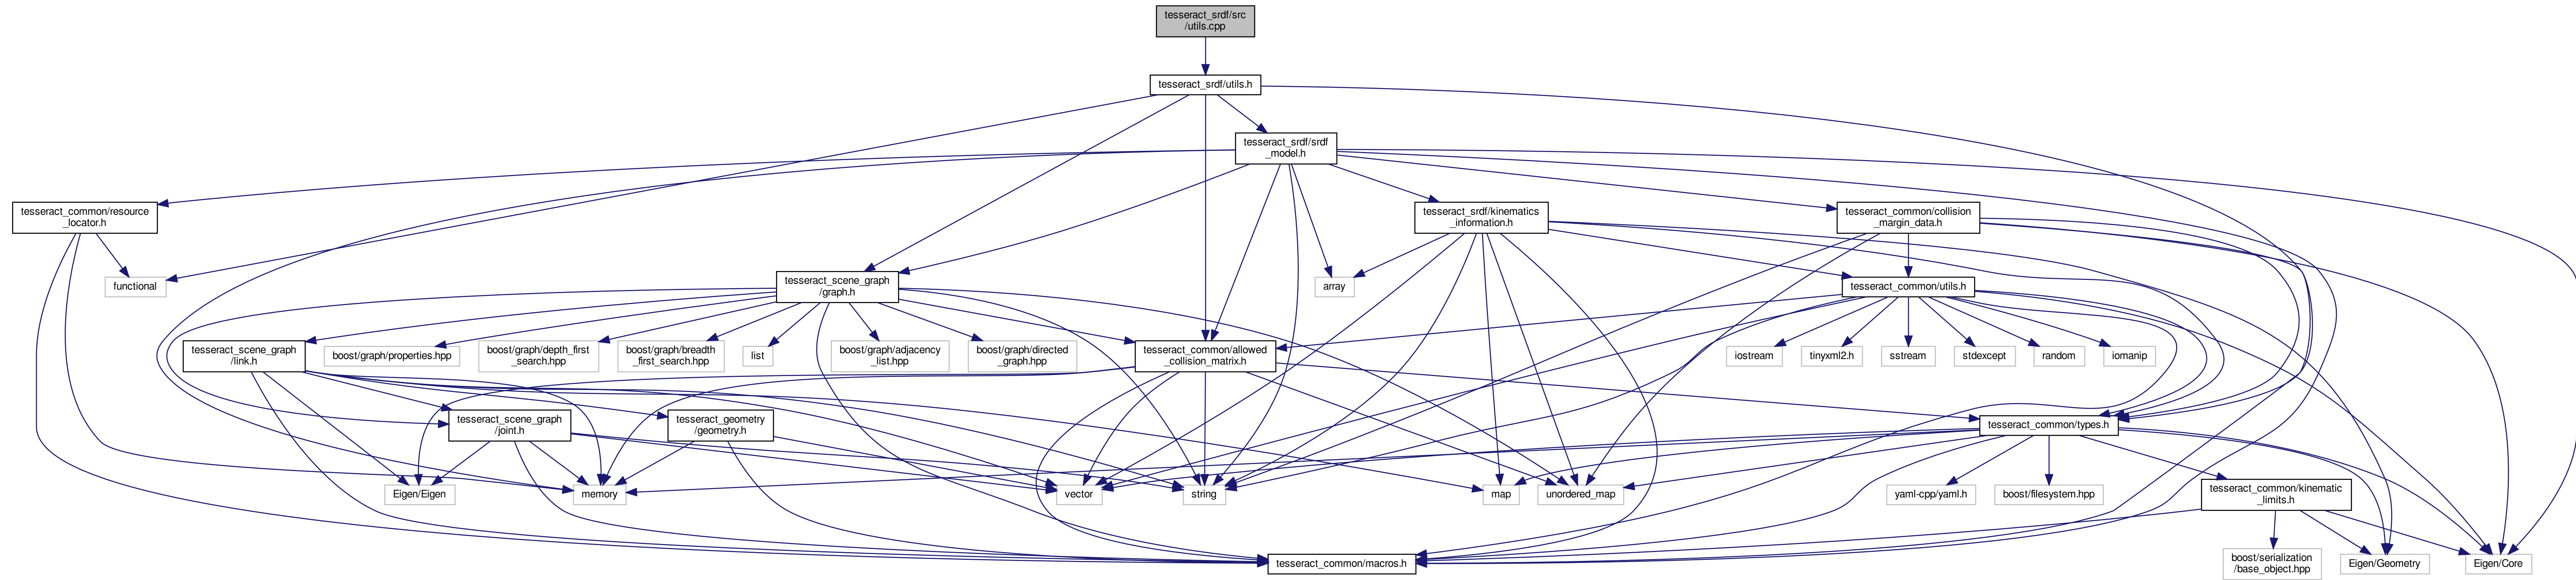 tesseract_srdf/src
/utils.cpp
tesseract_srdf/utils.h
tesseract_srdf/srdf
_model.h
tesseract_common/resource
_locator.h
tesseract_srdf/kinematics
_information.h
tesseract_common/collision
_margin_data.h
functional
tesseract_scene_graph
/graph.h
array
tesseract_common/utils.h
tesseract_scene_graph
/link.h
boost/graph/properties.hpp
boost/graph/depth_first
_search.hpp
boost/graph/breadth
_first_search.hpp
list
boost/graph/adjacency
_list.hpp
boost/graph/directed
_graph.hpp
tesseract_common/allowed
_collision_matrix.h
iostream
tinyxml2.h
sstream
stdexcept
random
iomanip
tesseract_scene_graph
/joint.h
tesseract_geometry
/geometry.h
tesseract_common/types.h
Eigen/Eigen
memory
vector
string
map
unordered_map
yaml-cpp/yaml.h
boost/filesystem.hpp
tesseract_common/kinematic
_limits.h
tesseract_common/macros.h
boost/serialization
/base_object.hpp
Eigen/Geometry
Eigen/Core